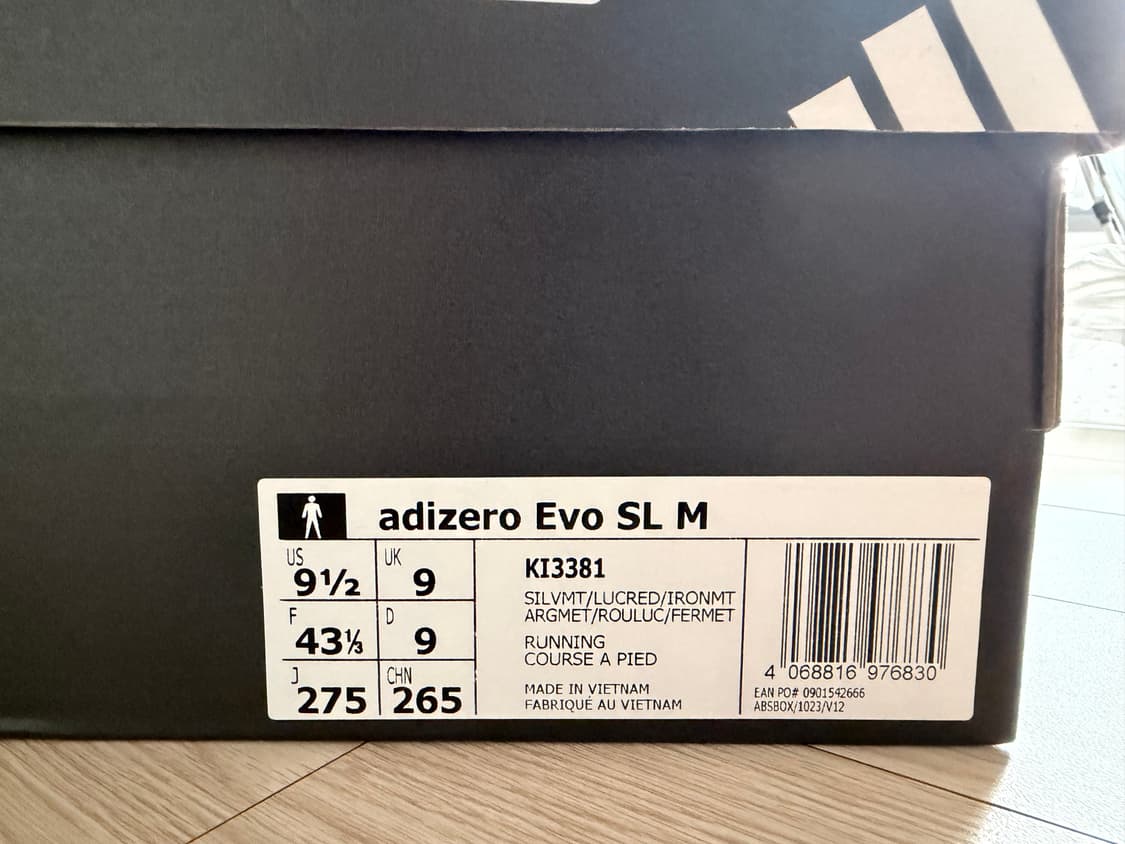 adizero Evo SL M
US
9½
UK
9
F
43⅓
D
9
J
275
CHN
265
KI3381
SILVMT/LUCRED/IRONMT
ARGMET/ROULUC/FERMET
RUNNING
COURSE A PIED
MADE IN VIETNAM
FABRIQUÉ AU VIETNAM
4 068816 976830
EAN PO# 0901542666
ABSBOX/1023/V12